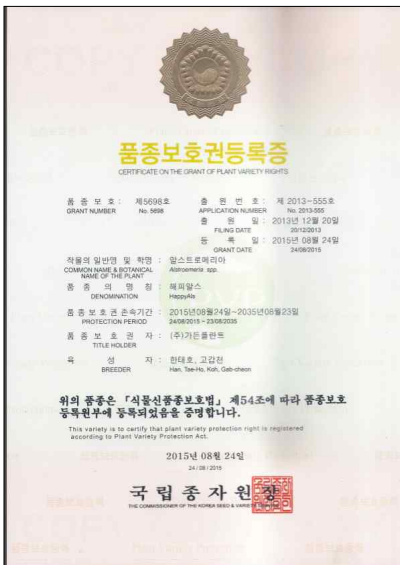 품종보호권등록증
CERTIFICATE ON THE GRANT OF PLANT VARIETY RIGHTS
품 종 보 호 : 제5698호 출 원 번 호 : 제 2013-555호
GRANT NUMBER No. 5698 APPLICATION NUMBER No. 2013-555
출 원 일 : 2013년 12월 20일
FILING DATE 20/12/2013
등 록 일 : 2015년 08월 24일
GRANT DATE 24/08/2015
작물의 일반명 및 학명 : 알스트로메리아
COMMON NAME & BOTANICAL Alstroemeria spp.
NAME OF THE PLANT
품 종 의 명 칭 : 해피알스
DENOMINATION HappyAls
품 종 보 호 권 존속기간 : 2015년08월24일~2035년08월23일
PROTECTION PERIOD 24/08/2015 ~ 23/08/2035
품 종 보 호 권 자 : (주)가든플랜트
TITLE HOLDER
육 성 자 : 한태호, 고갑천
BREEDER Han, Tae-Ho, Koh, Gab-cheon
위의 품종은 「식물신품종보호법」 제54조에 따라 품종보호
등록원부에 등록되었음을 증명합니다.
This variety is to certify that plant variety protection right is registered
according to Plant Variety Protection Act.
2015년 08월 24일
24 / 08 / 2015
국 립 종 자 원 장
THE COMMISSIONER OF THE KOREA SEED & VARIETY SERVICE